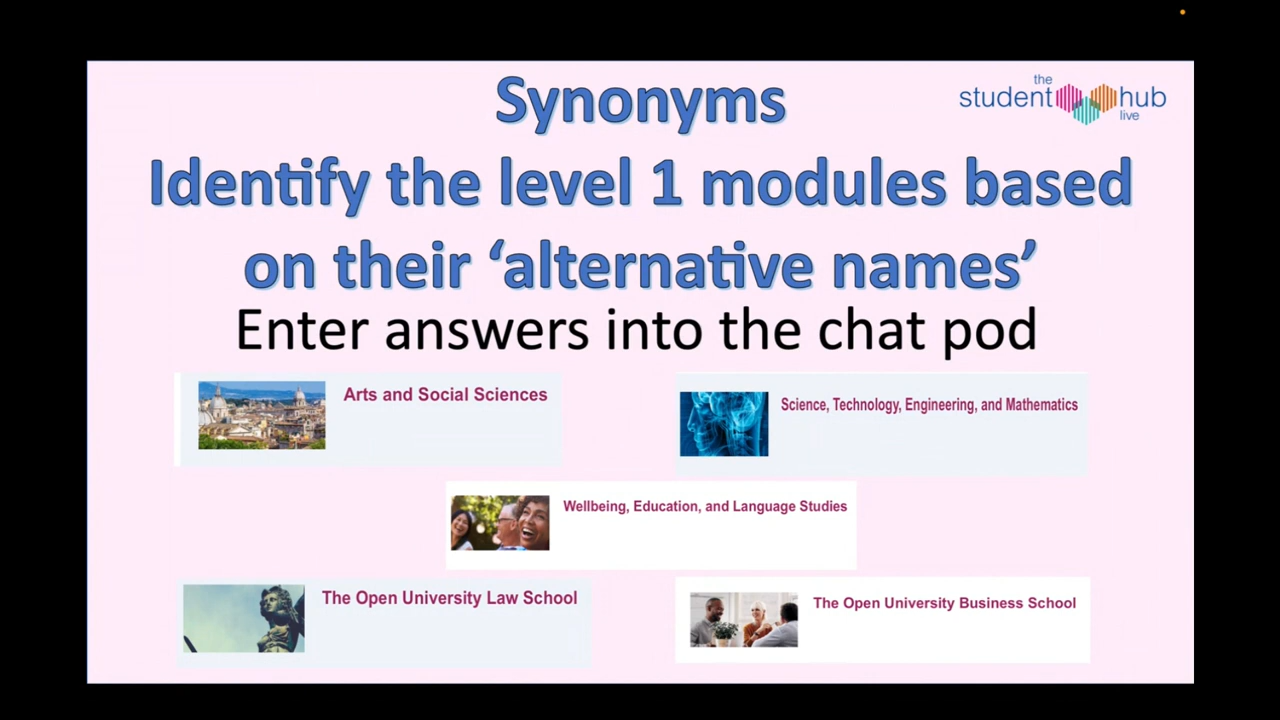 Synonyms
the
student hub
live
Identify the level 1 modules based
on their ‘alternative names’
Enter answers into the chat pod
Arts and Social Sciences
Science, Technology, Engineering, and Mathematics
Wellbeing, Education, and Language Studies
The Open University Law School
The Open University Business School